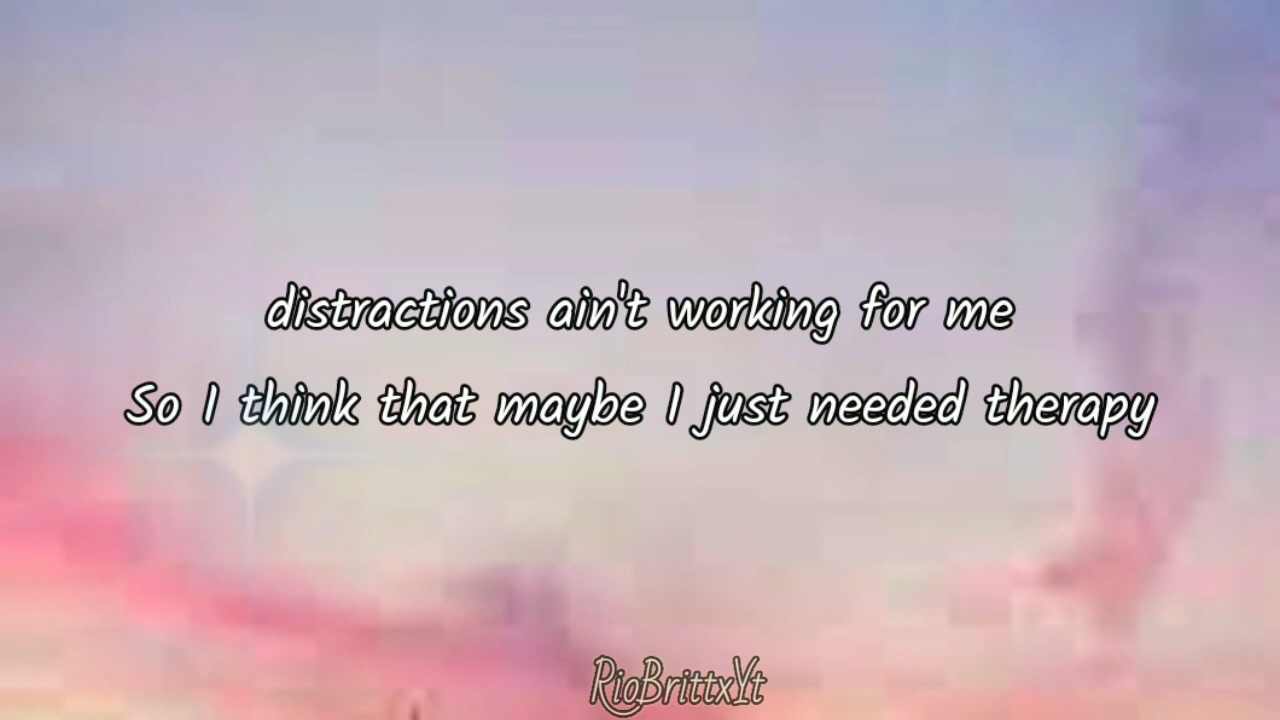 distractions ain't working for me
So I think that maybe I just needed therapy
RioBrittxYt